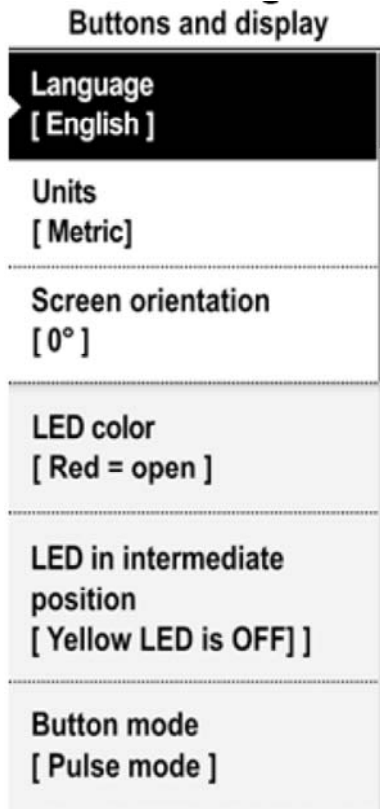 Buttons and display
Language
[ English ]
Units
[ Metric]
Screen orientation
[ 0° ]
LED color
[ Red = open ]
LED in intermediate
position
[ Yellow LED is OFF] ]
Button mode
[ Pulse mode ]